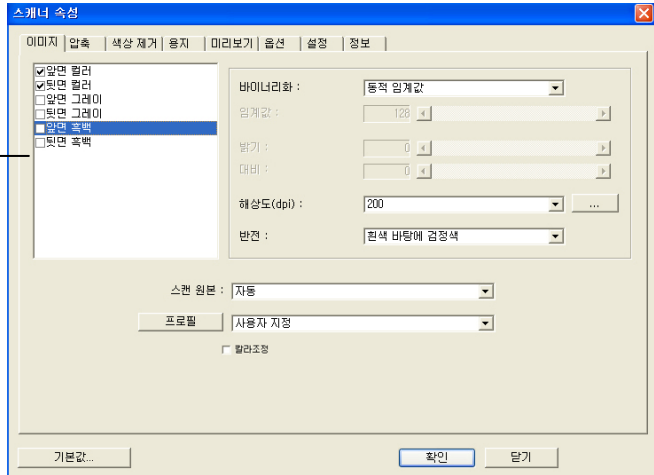 스캐너 속성
이미지 압축 색상 제거 용지 미리보기 옵션 설정 정보
앞면 컬러
뒷면 컬러
앞면 그레이
뒷면 그레이
앞면 흑백
뒷면 흑백
바이너리화 : 동적 임계값
임계값 : 128
밝기 : 0
대비 : 0
해상도(dpi) : 200 ...
반전 : 흰색 바탕에 검정색
스캔 원본 : 자동
프로필 사용자 지정
칼라조정
기본값... 확인 닫기